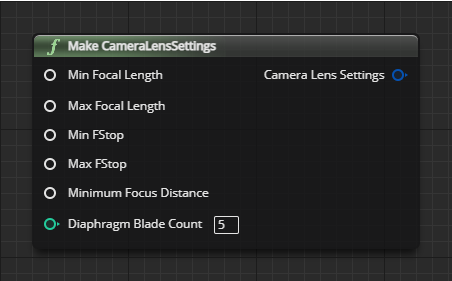 f Make CameraLensSettings
Min Focal Length
Camera Lens Settings
Max Focal Length
Min FStop
Max FStop
Minimum Focus Distance
Diaphragm Blade Count 5